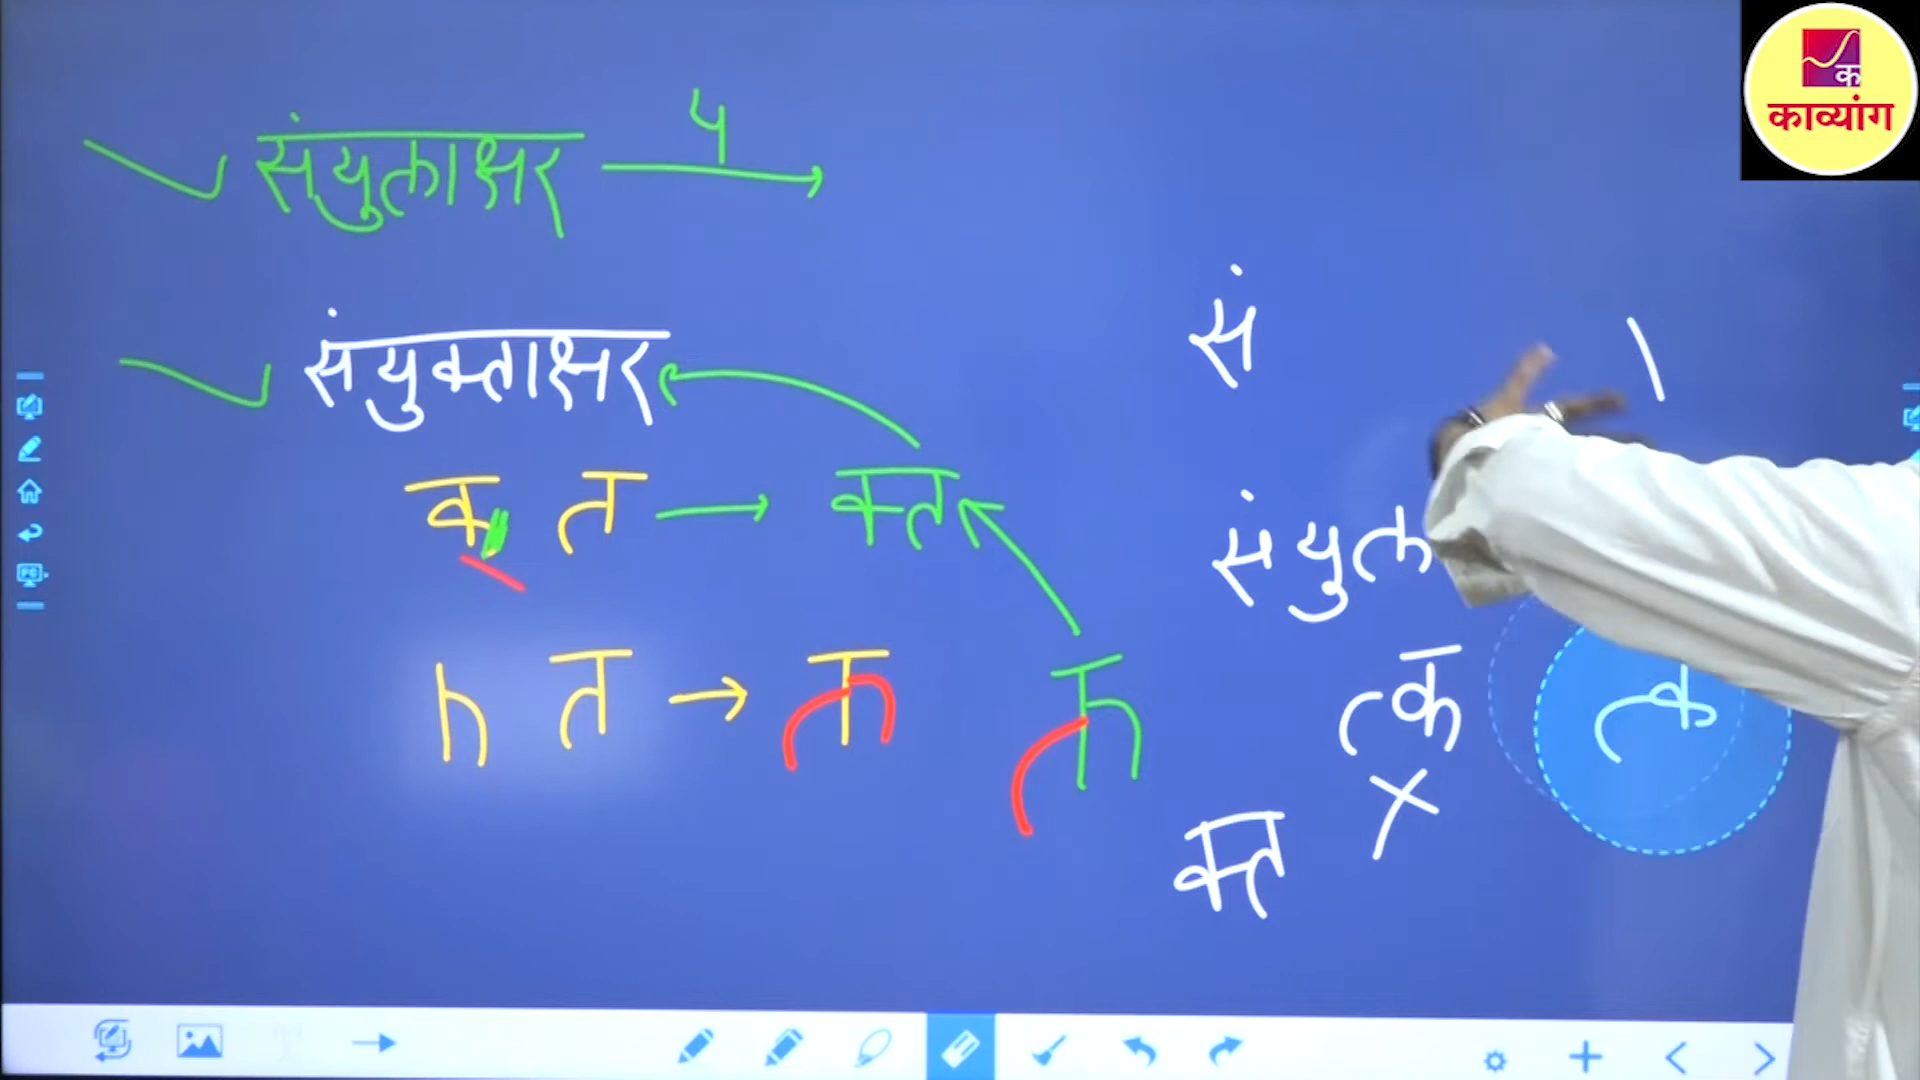 क
काव्यांग
संयुक्ताक्षर ५ →
सं ।
संयुक्ताक्षर
क त → क्त
संयुक्त
त → क्त क्त
त्क त्क
क्त